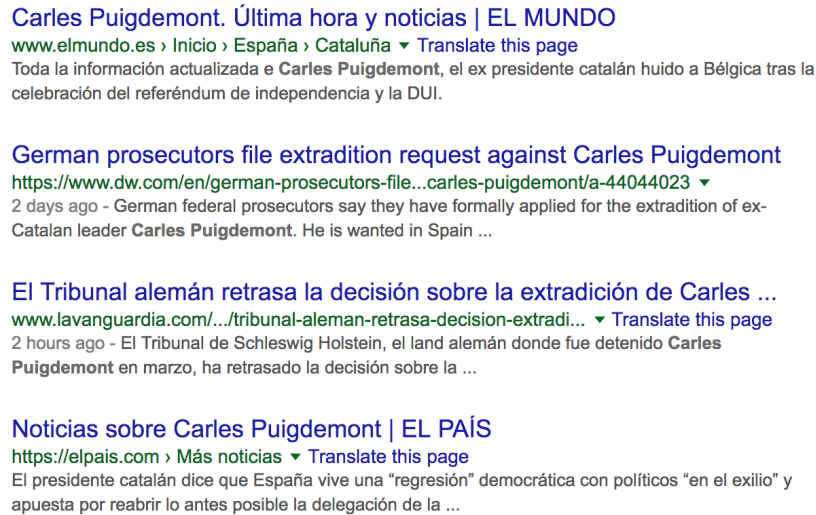 Carles Puigdemont. Última hora y noticias | EL MUNDO
www.elmundo.es › Inicio › España › Cataluña ▼ Translate this page
Toda la información actualizada e Carles Puigdemont, el ex presidente catalán huido a Bélgica tras la
celebración del referéndum de independencia y la DUI.
German prosecutors file extradition request against Carles Puigdemont
https://www.dw.com/en/german-prosecutors-file...carles-puigdemont/a-44044023 ▼
2 days ago - German federal prosecutors say they have formally applied for the extradition of ex-
Catalan leader Carles Puigdemont. He is wanted in Spain ...
El Tribunal alemán retrasa la decisión sobre la extradición de Carles ...
www.lavanguardia.com/.../tribunal-aleman-retrasa-decision-extradi... ▼ Translate this page
2 hours ago - El Tribunal de Schleswig Holstein, el land alemán donde fue detenido Carles
Puigdemont en marzo, ha retrasado la decisión sobre la ...
Noticias sobre Carles Puigdemont | EL PAÍS
https://elpais.com › Más noticias ▼ Translate this page
El presidente catalán dice que España vive una “regresión” democrática con políticos “en el exilio” y
apuesta por reabrir lo antes posible la delegación de la ...